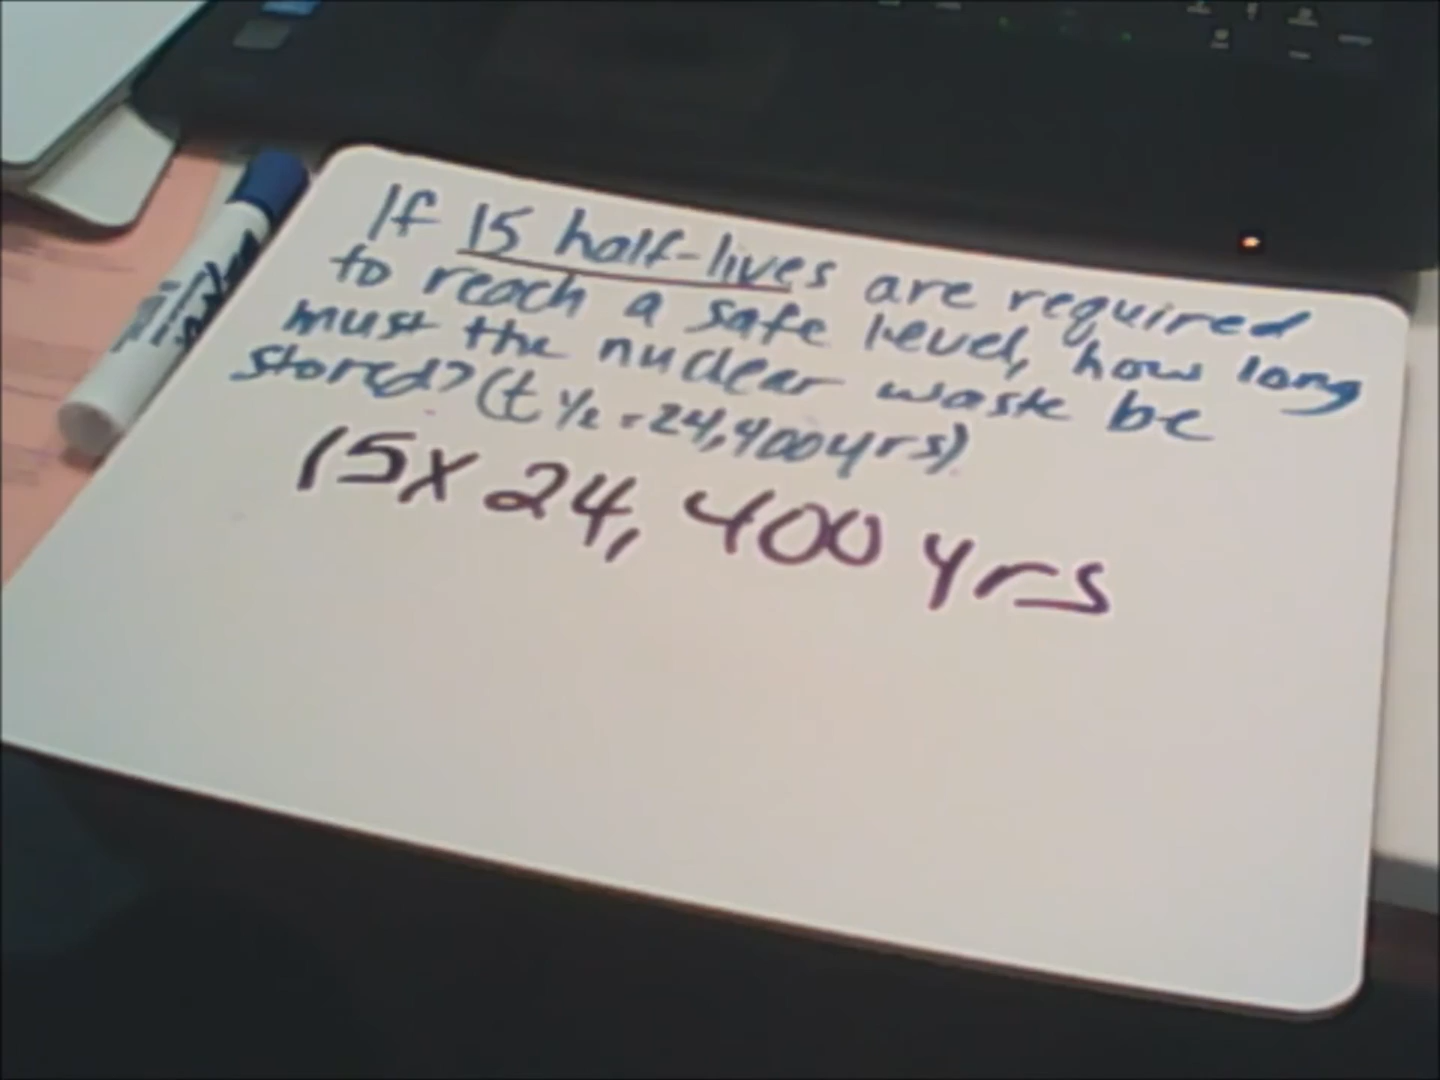 If 15 half-lives are required
to reach a safe level, how long
must the nuclear waste be
stored? (t 1/2 = 24,400 yrs)
15 x 24,400 yrs